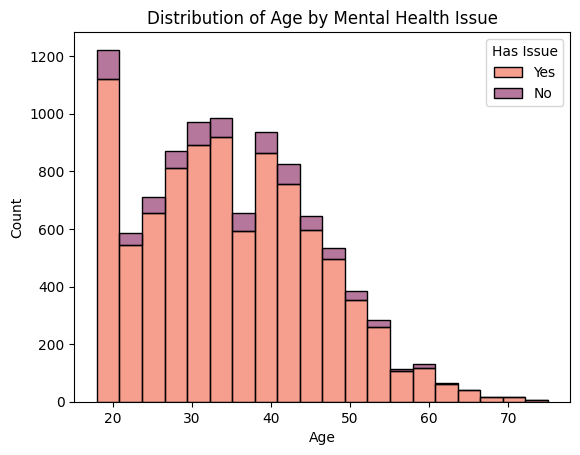 Distribution of Age by Mental Health Issue
Has Issue
Yes
No
1200
1000
800
600
400
200
0
Count
20 30 40 50 60 70
Age